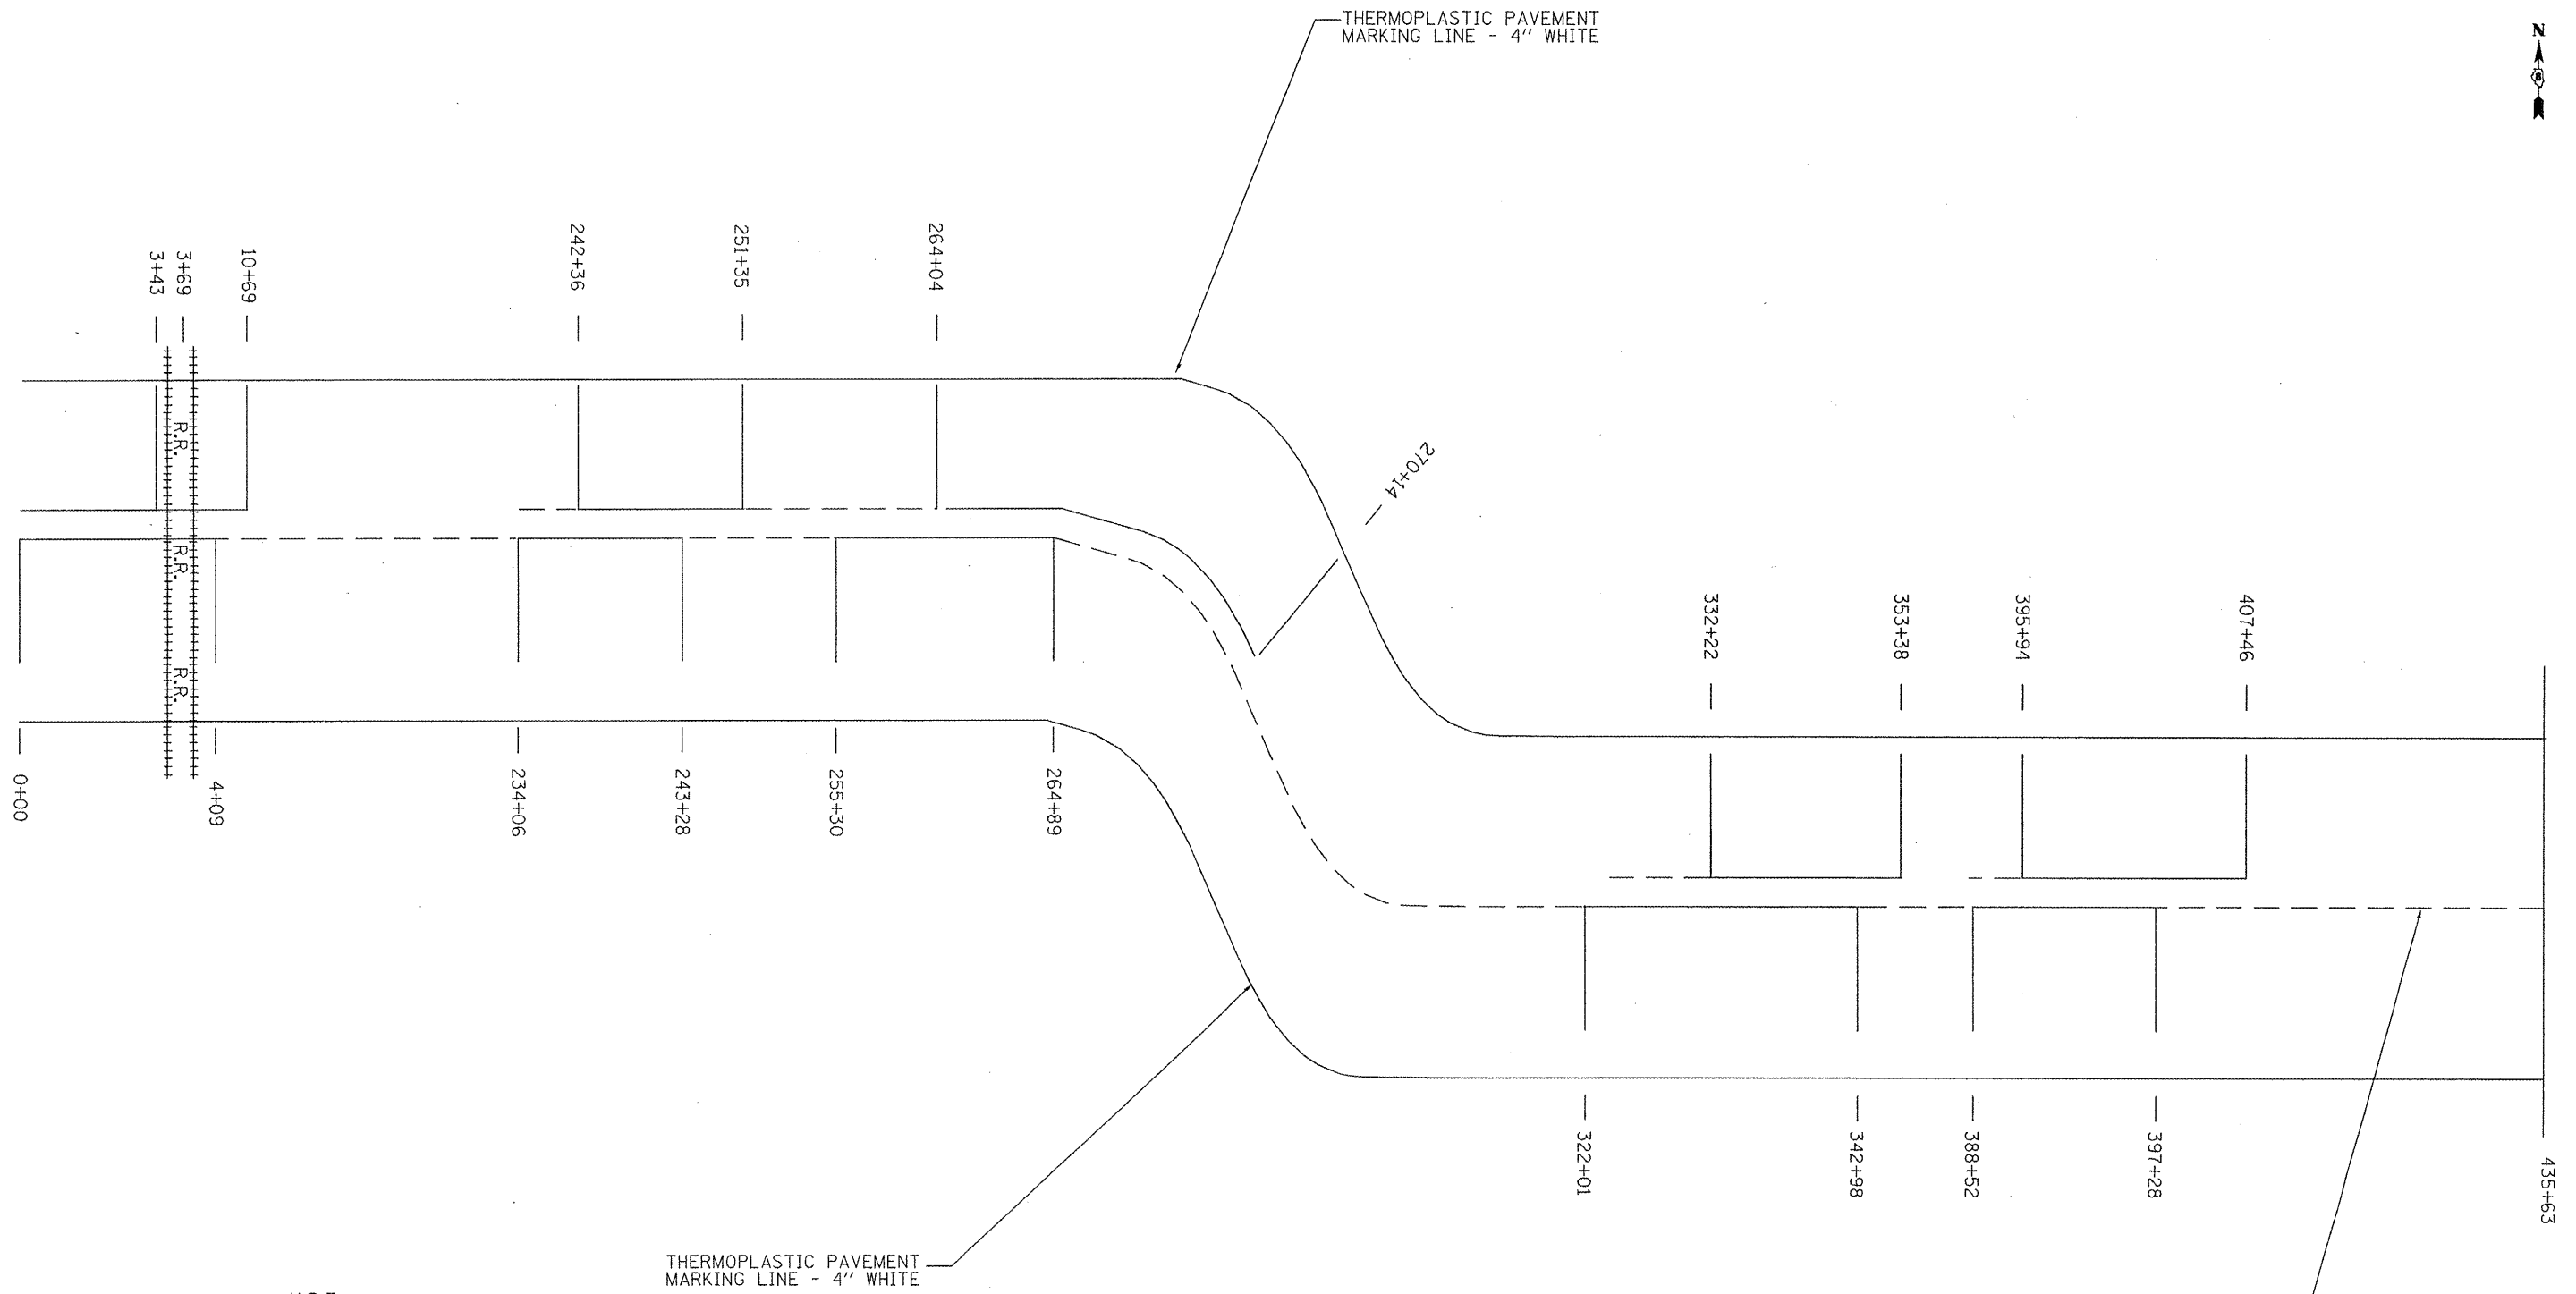 THERMOPLASTIC PAVEMENT
MARKING LINE - 4" WHITE
N
3+43
3+69
10+69
242+36
251+35
264+04
270+14
R.R.
R.R.
R.R.
332+22
353+38
395+94
407+46
0+00
4+09
234+06
243+28
255+30
264+89
322+01
342+98
388+52
397+28
435+63
THERMOPLASTIC PAVEMENT
MARKING LINE - 4" WHITE